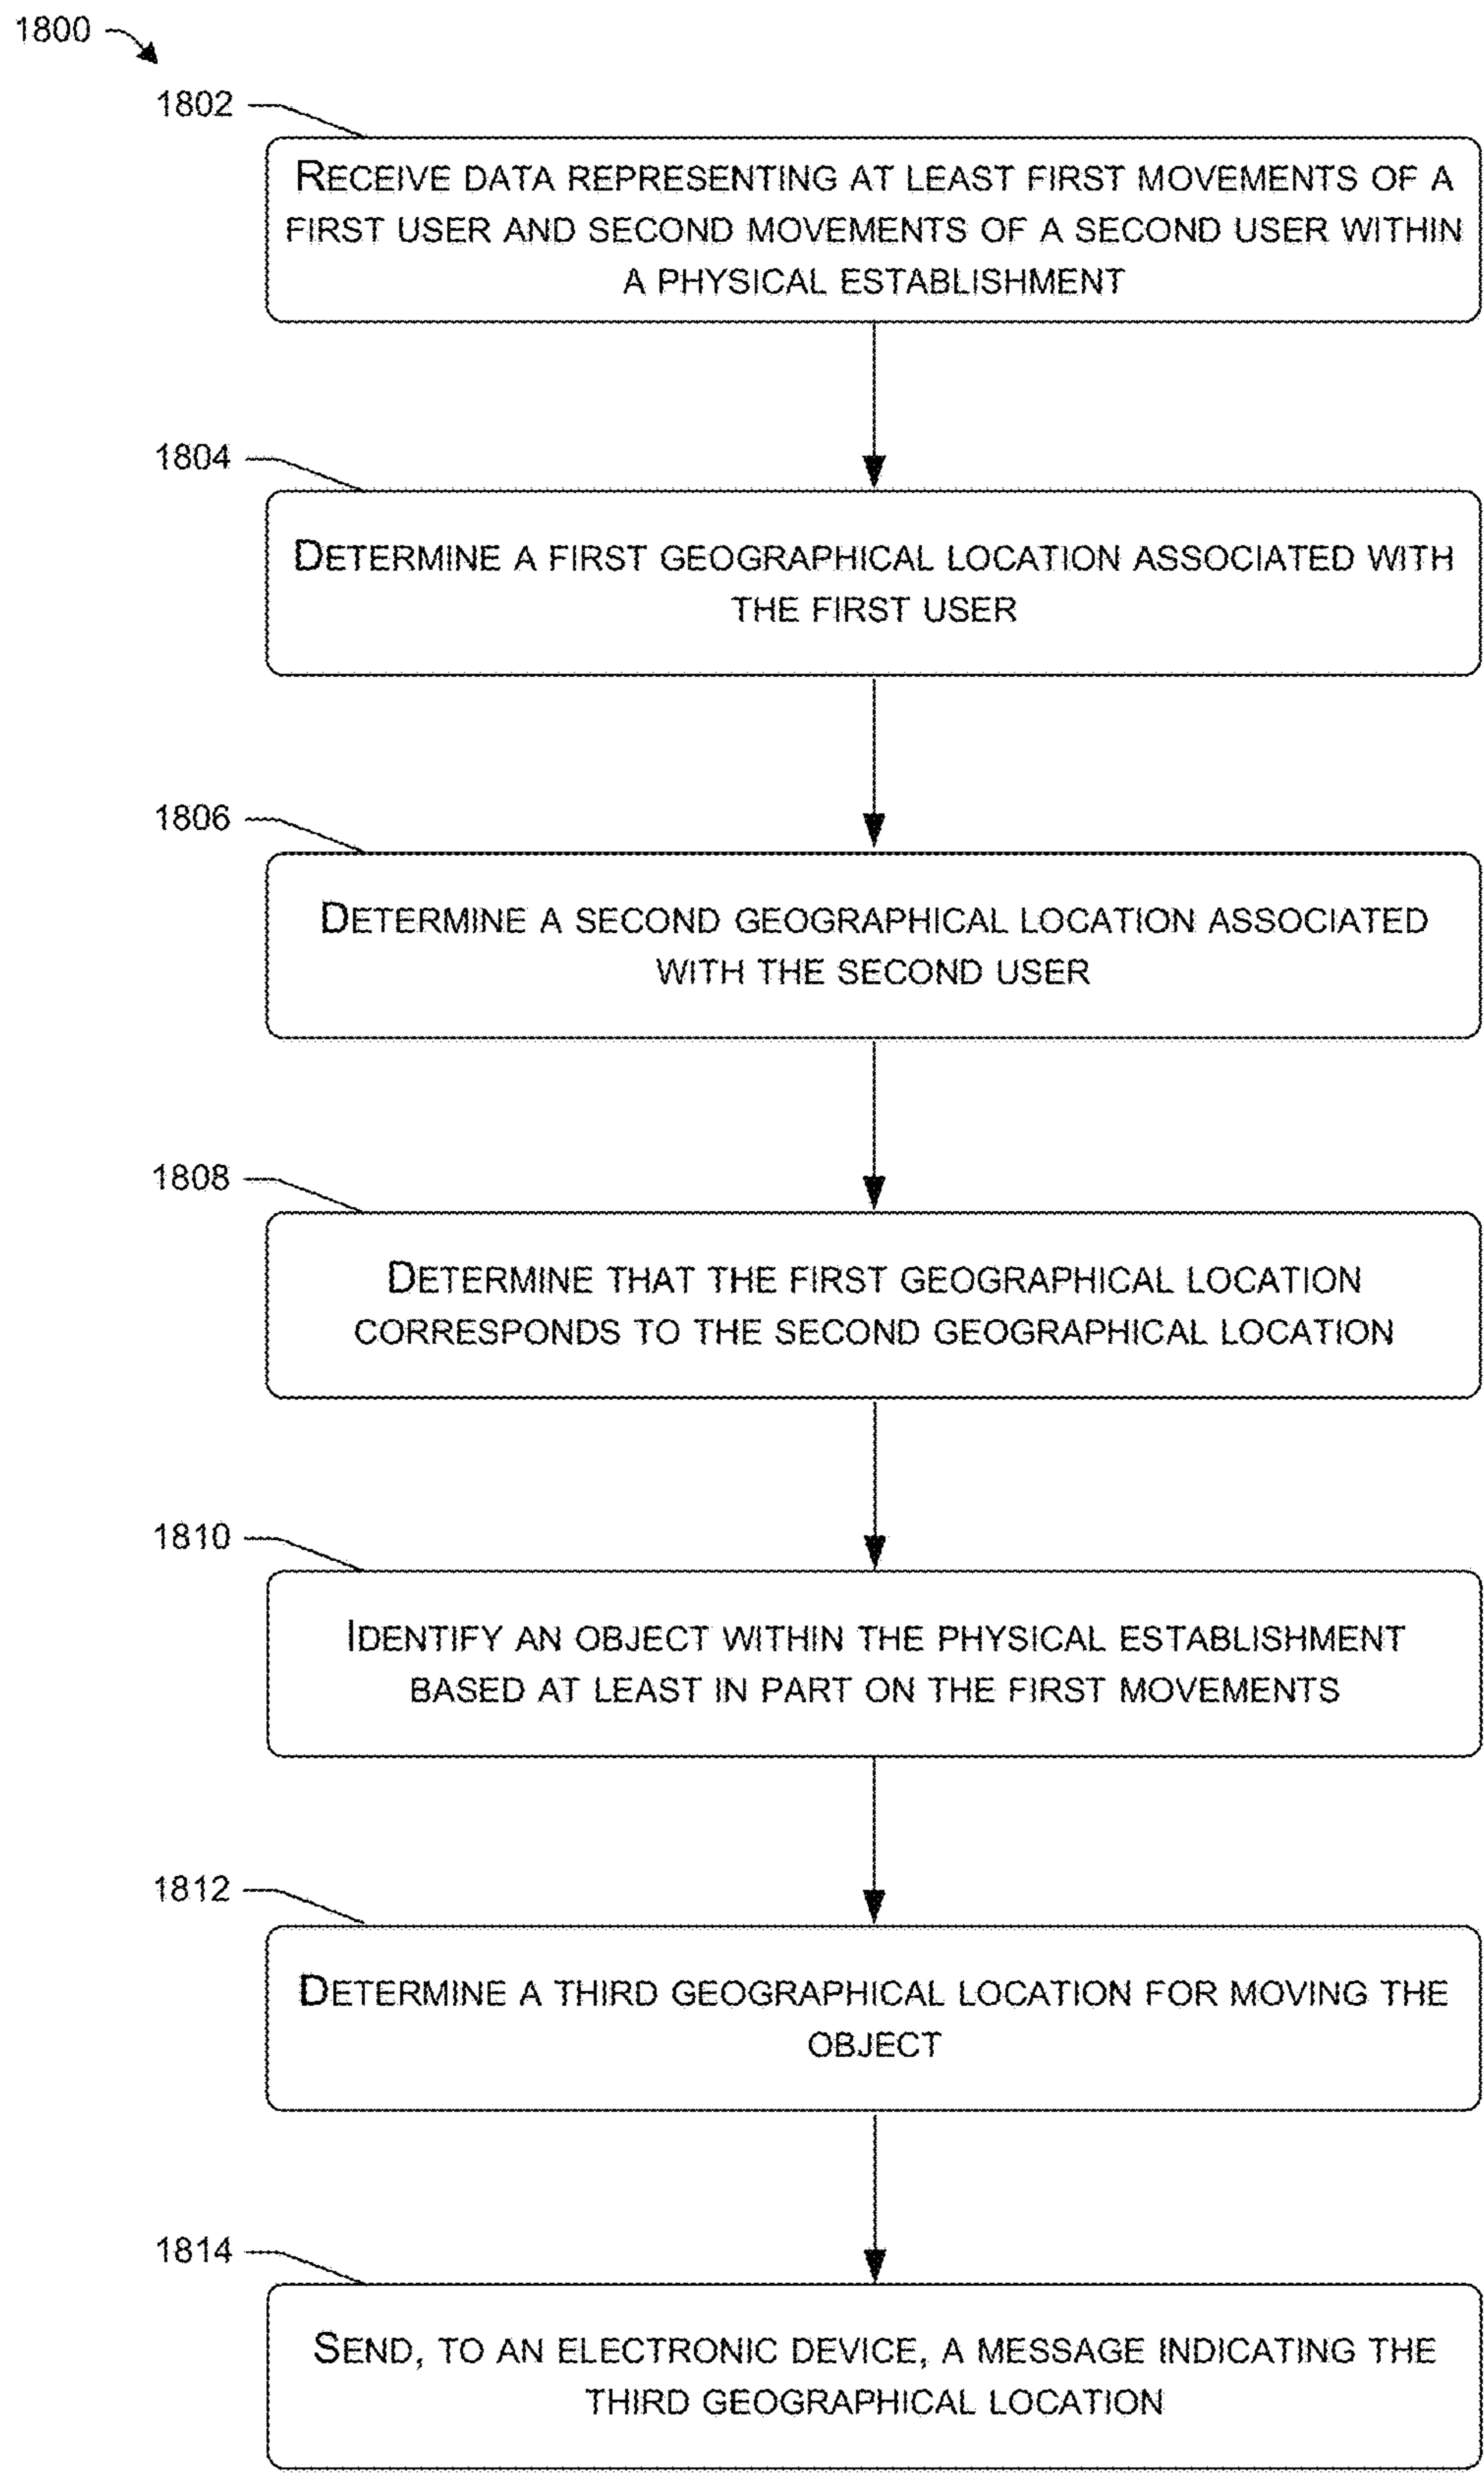 1800
1802
RECEIVE DATA REPRESENTING AT LEAST FIRST MOVEMENTS OF A
FIRST USER AND SECOND MOVEMENTS OF A SECOND USER WITHIN
A PHYSICAL ESTABLISHMENT
1804
DETERMINE A FIRST GEOGRAPHICAL LOCATION ASSOCIATED WITH
THE FIRST USER
1806
DETERMINE A SECOND GEOGRAPHICAL LOCATION ASSOCIATED
WITH THE SECOND USER
1808
DETERMINE THAT THE FIRST GEOGRAPHICAL LOCATION
CORRESPONDS TO THE SECOND GEOGRAPHICAL LOCATION
1810
IDENTIFY AN OBJECT WITHIN THE PHYSICAL ESTABLISHMENT
BASED AT LEAST IN PART ON THE FIRST MOVEMENTS
1812
DETERMINE A THIRD GEOGRAPHICAL LOCATION FOR MOVING THE
OBJECT
1814
SEND, TO AN ELECTRONIC DEVICE, A MESSAGE INDICATING THE
THIRD GEOGRAPHICAL LOCATION